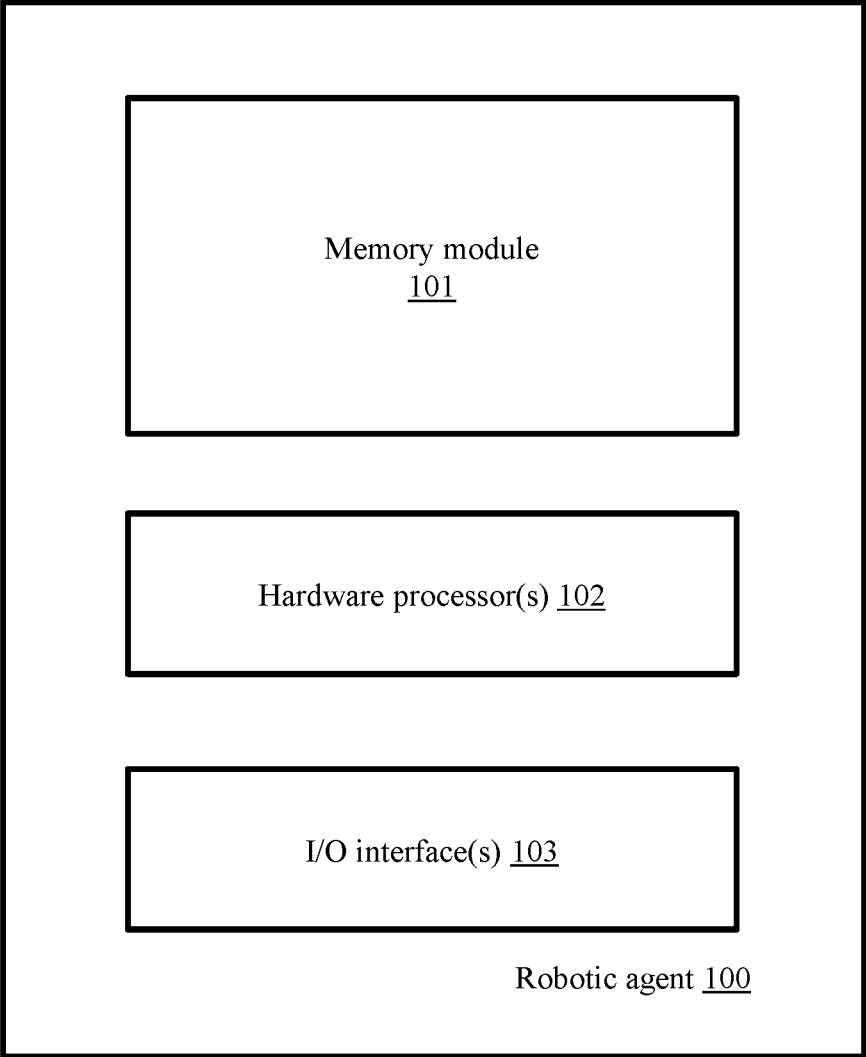 Memory module
101
Hardware processor(s) 102
I/O interface(s) 103
Robotic agent 100